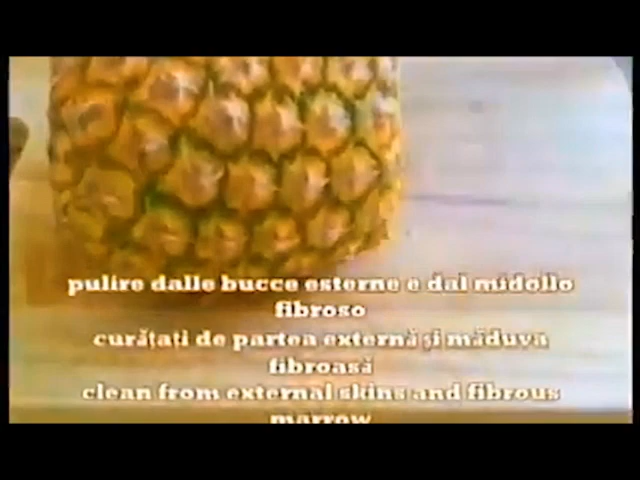 pulire dalle bucce esterne e dal midollo
fibroso
curățați de partea externă și măduva
fibroasă
clean from external skins and fibrous
marrow